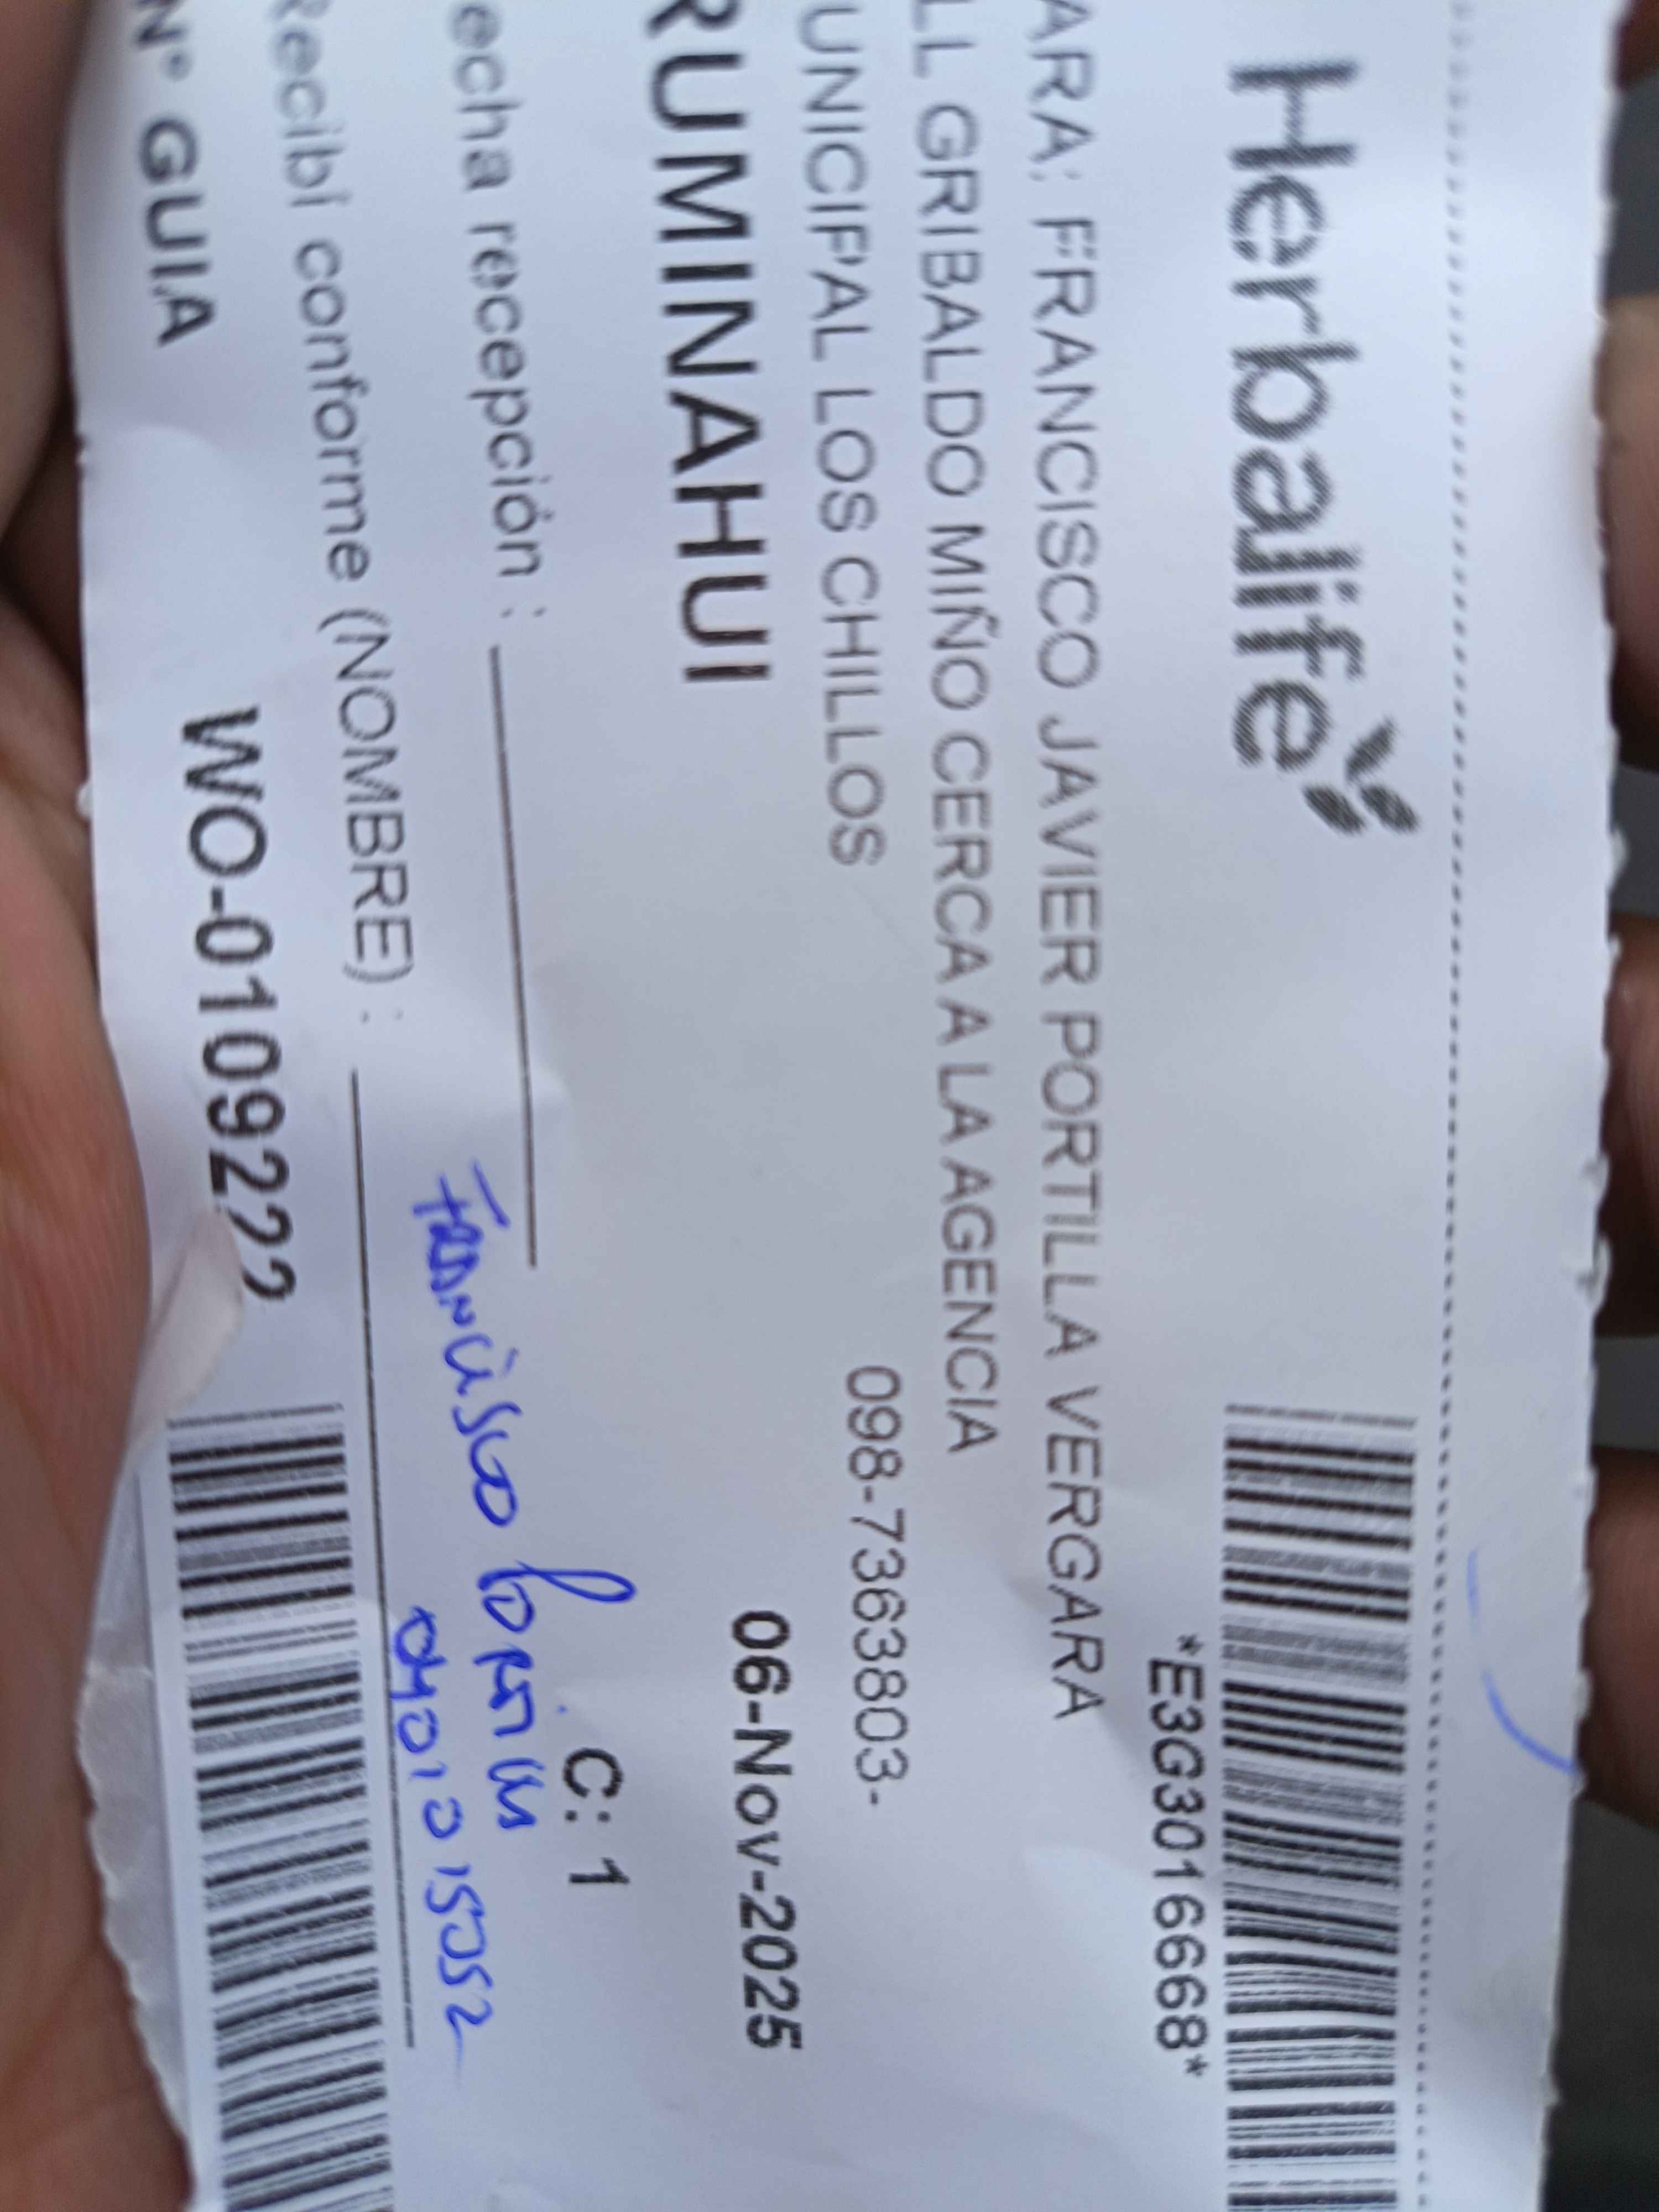 Herbalife
*E3G3016668*
ARA: FRANCISCO JAVIER PORTILLA VERGARA
LL GRIBALDO MIÑO CERCA A LA AGENCIA
UNICIPAL LOS CHILLOS 098-7363803-
RUMINAHUI 06-Nov-2025
C: 1
echa recepción :
Francisco
Recibí conforme (NOMBRE) :
N° GUIA WO-0109222